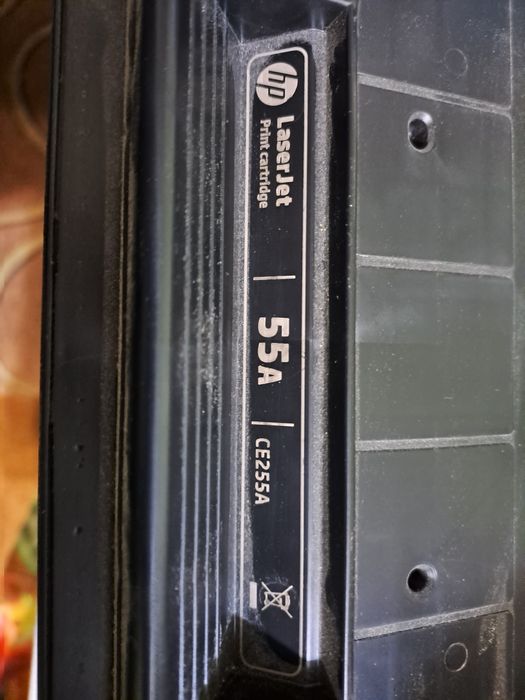 hp
LaserJet
Print cartridge
55A
CE255A